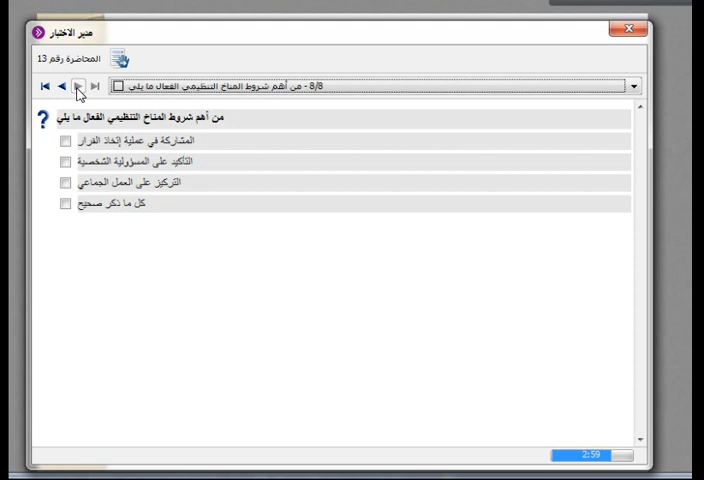 منير الاختبار
المحاضرة رقم 13
8/8 - من أهم شروط المناخ التنظيمي الفعال ما يلي
من أهم شروط المناخ التنظيمي الفعال ما يلي
المشاركة في عملية إتخاذ القرار
التأكيد على المسؤولية الشخصية
التركيز على العمل الجماعي
كل ما ذكر صحيح
2:59